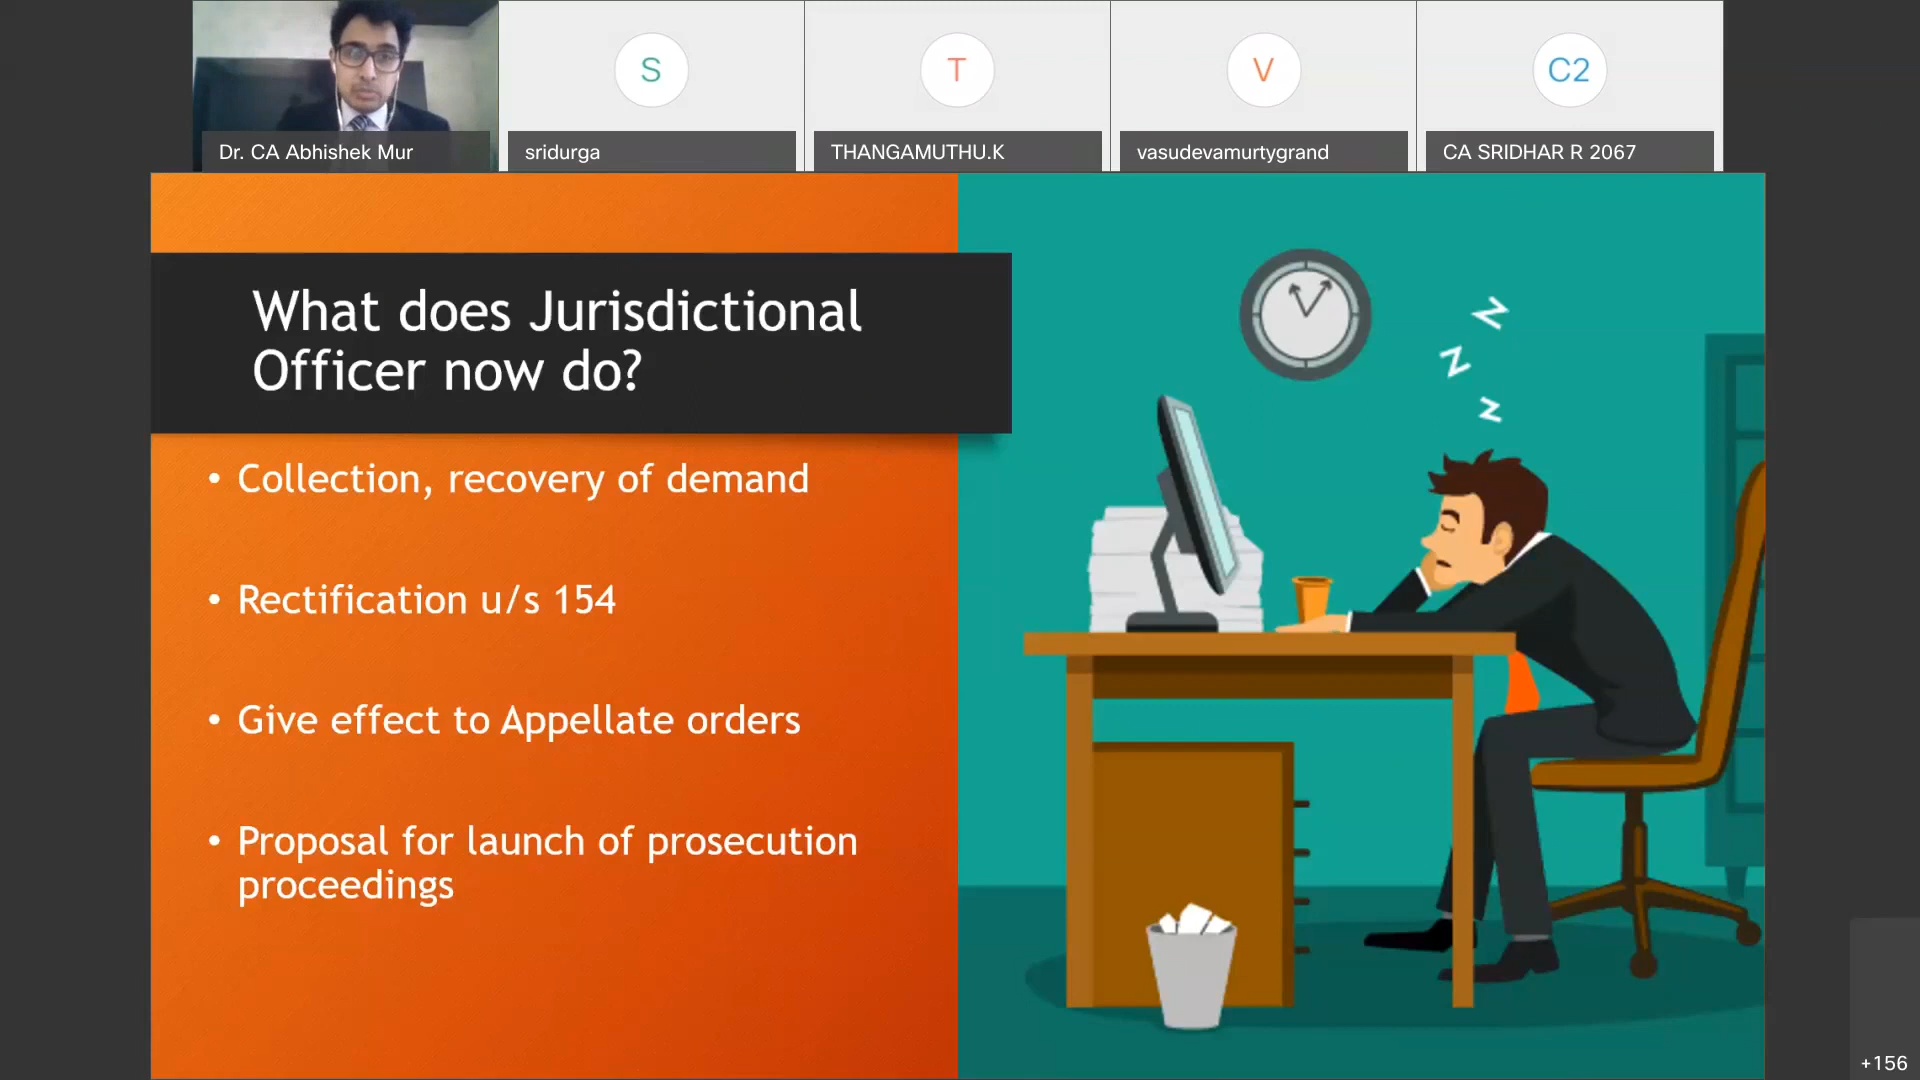 S
T
V
C2
Dr. CA Abhishek Mur
sridurga
THANGAMUTHU.K
vasudevamurtygrand
CA SRIDHAR R 2067
What does Jurisdictional
Officer now do?
• Collection, recovery of demand
• Rectification u/s 154
• Give effect to Appellate orders
• Proposal for launch of prosecution
proceedings
Z
Z
Z
+156